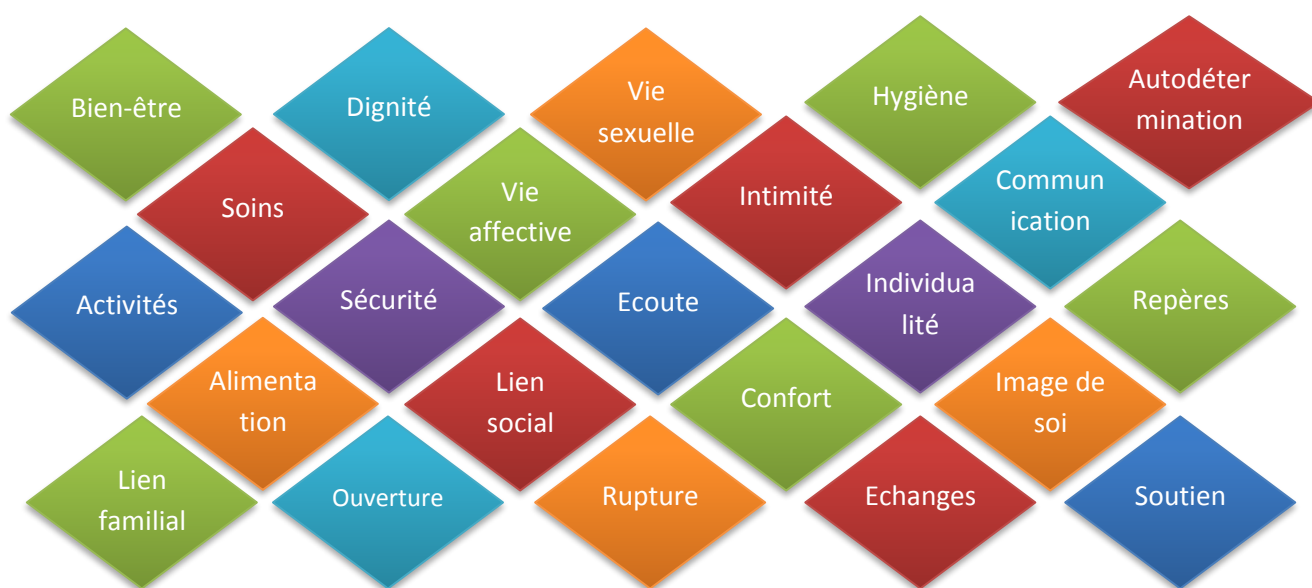 Bien-être
Dignité
Vie
sexuelle
Hygiène
Autodéter
mination
Soins
Vie
affective
Intimité
Commun
ication
Activités
Sécurité
Ecoute
Individua
lité
Repères
Alimenta
tion
Lien
social
Confort
Image de
soi
Lien
familial
Ouverture
Rupture
Echanges
Soutien